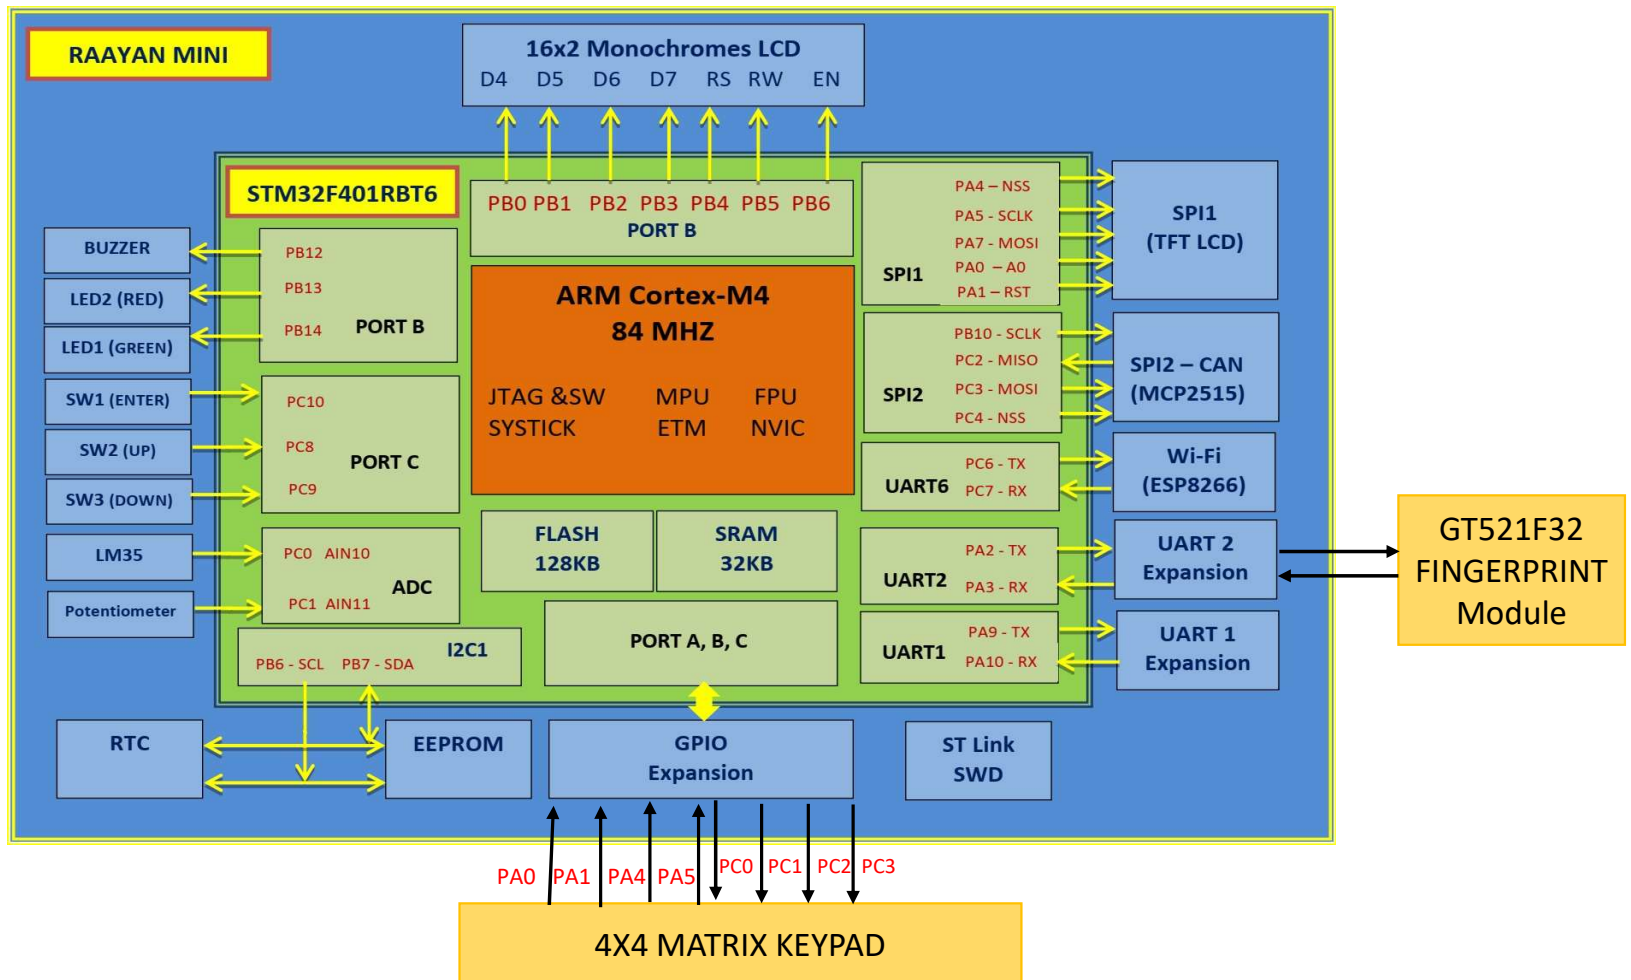 RAAYAN MINI
16x2 Monochromes LCD
D4 D5 D6 D7 RS RW EN
STM32F401RBT6
PB0 PB1 PB2 PB3 PB4 PB5 PB6
PORT B
BUZZER
LED2 (RED)
LED1 (GREEN)
SW1 (ENTER)
SW2 (UP)
SW3 (DOWN)
LM35
Potentiometer
PB12
PB13
PB14
PORT B
PC10
PC8
PORT C
PC9
PC0 AIN10
ADC
PC1 AIN11
I2C1
PB6 - SCL PB7 - SDA
ARM Cortex-M4
84 MHZ
JTAG &SW MPU FPU
SYSTICK ETM NVIC
FLASH
128KB
SRAM
32KB
PORT A, B, C
PA4 – NSS
PA5 - SCLK
PA7 - MOSI
SPI1
PA0 – A0
PA1 – RST
SPI1
(TFT LCD)
PB10 - SCLK
PC2 - MISO
SPI2
PC3 - MOSI
PC4 - NSS
SPI2 – CAN
(MCP2515)
PC6 - TX
UART6
PC7 - RX
Wi-Fi
(ESP8266)
PA2 - TX
UART2
PA3 - RX
UART 2
Expansion
PA9 - TX
UART1
PA10 - RX
UART 1
Expansion
GT521F32
FINGERPRINT
Module
RTC
EEPROM
GPIO
Expansion
ST Link
SWD
PA0 PA1 PA4 PA5 PC0 PC1 PC2 PC3
4X4 MATRIX KEYPAD